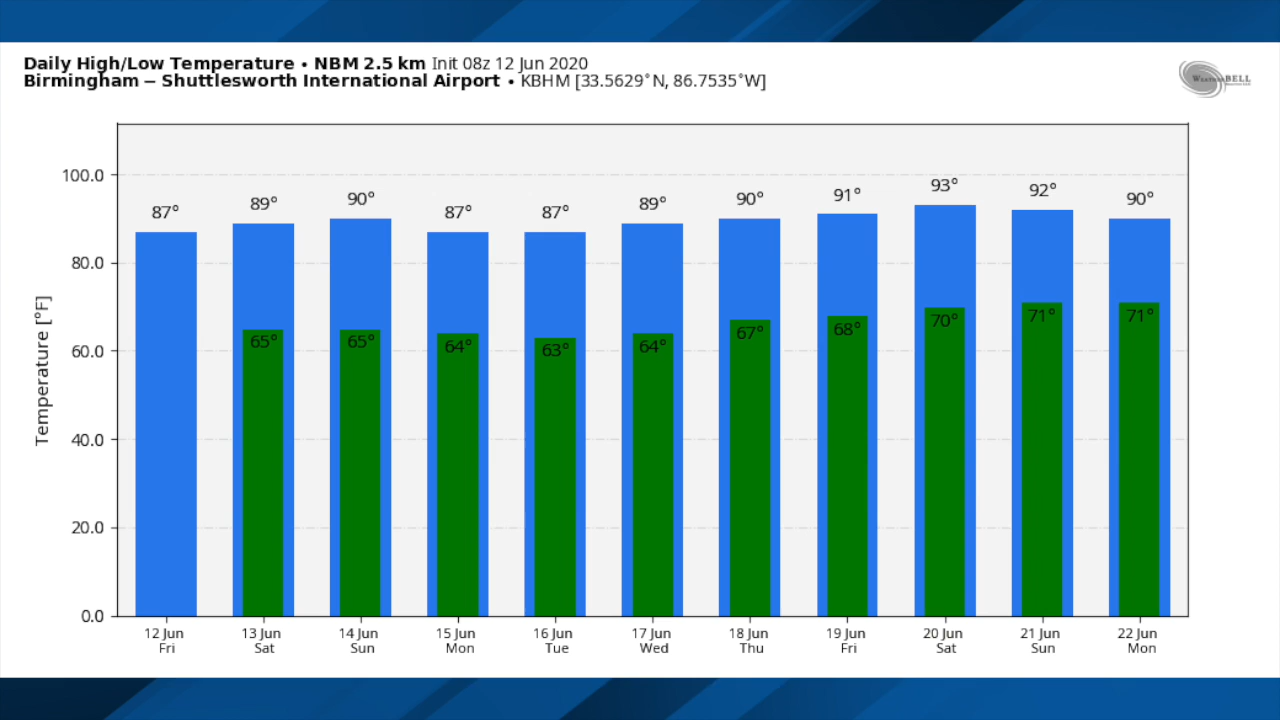 Daily High/Low Temperature • NBM 2.5 km Init 08z 12 Jun 2020
Birmingham – Shuttlesworth International Airport • KBHM [33.5629°N, 86.7535°W]
WeatherBELL
Temperature [°F]
100.0
80.0
60.0
40.0
20.0
0.0
87° 89° 90° 87° 87° 89° 90° 91° 93° 92° 90°
65° 65° 64° 63° 64° 67° 68° 70° 71° 71°
12 Jun 13 Jun 14 Jun 15 Jun 16 Jun 17 Jun 18 Jun 19 Jun 20 Jun 21 Jun 22 Jun
Fri Sat Sun Mon Tue Wed Thu Fri Sat Sun Mon